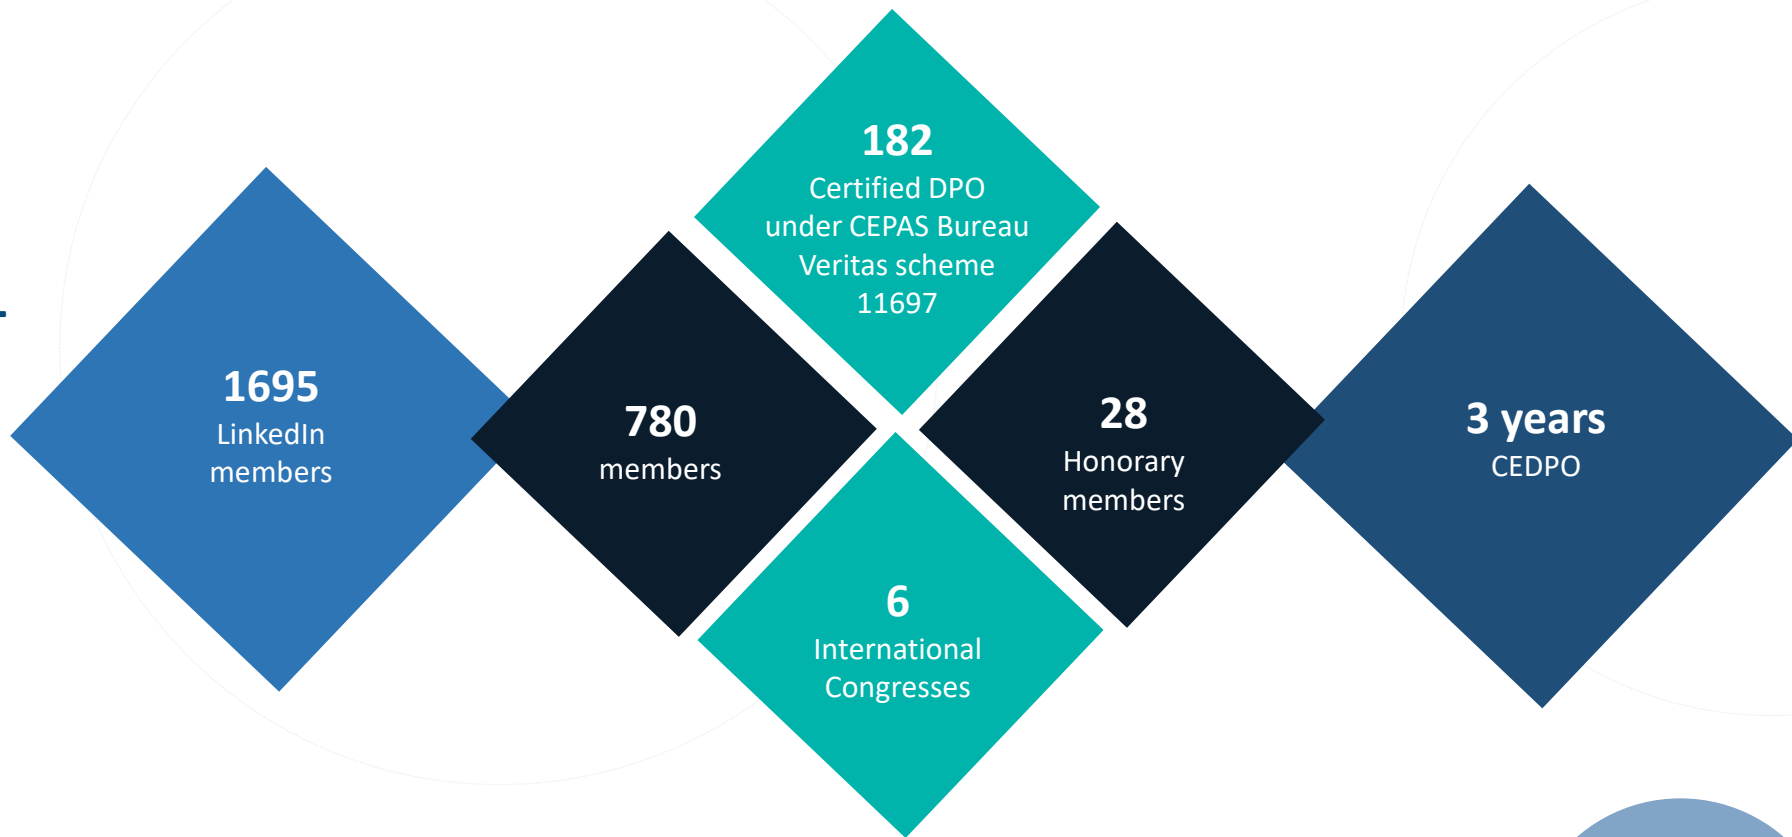 1695
LinkedIn
members
780
members
182
Certified DPO
under CEPAS Bureau
Veritas scheme
11697
6
International
Congresses
28
Honorary
members
3 years
CEDPO